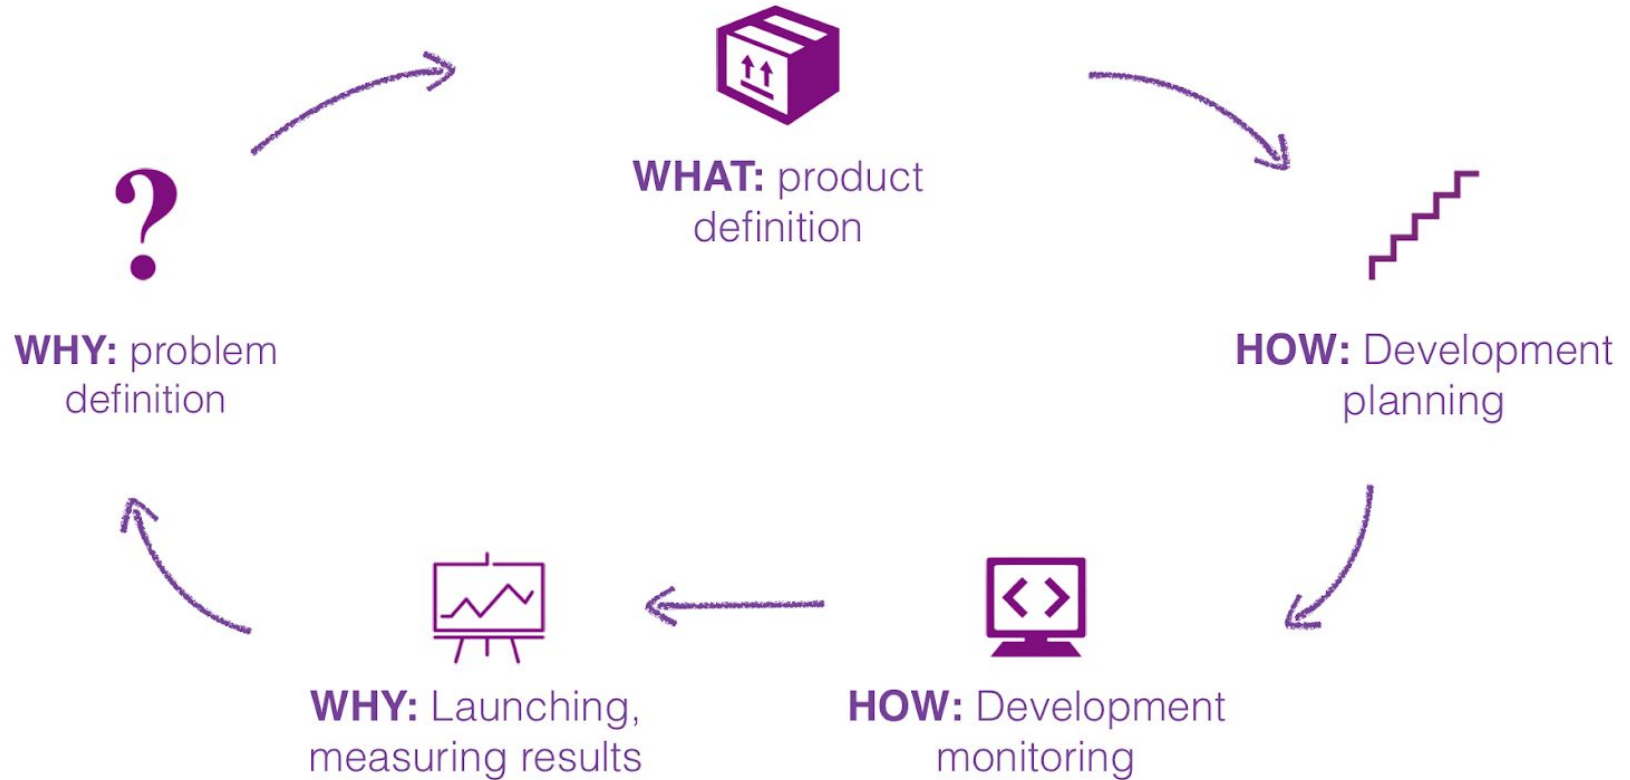 WHAT: product
definition
WHY: problem
definition
HOW: Development
planning
WHY: Launching,
measuring results
HOW: Development
monitoring